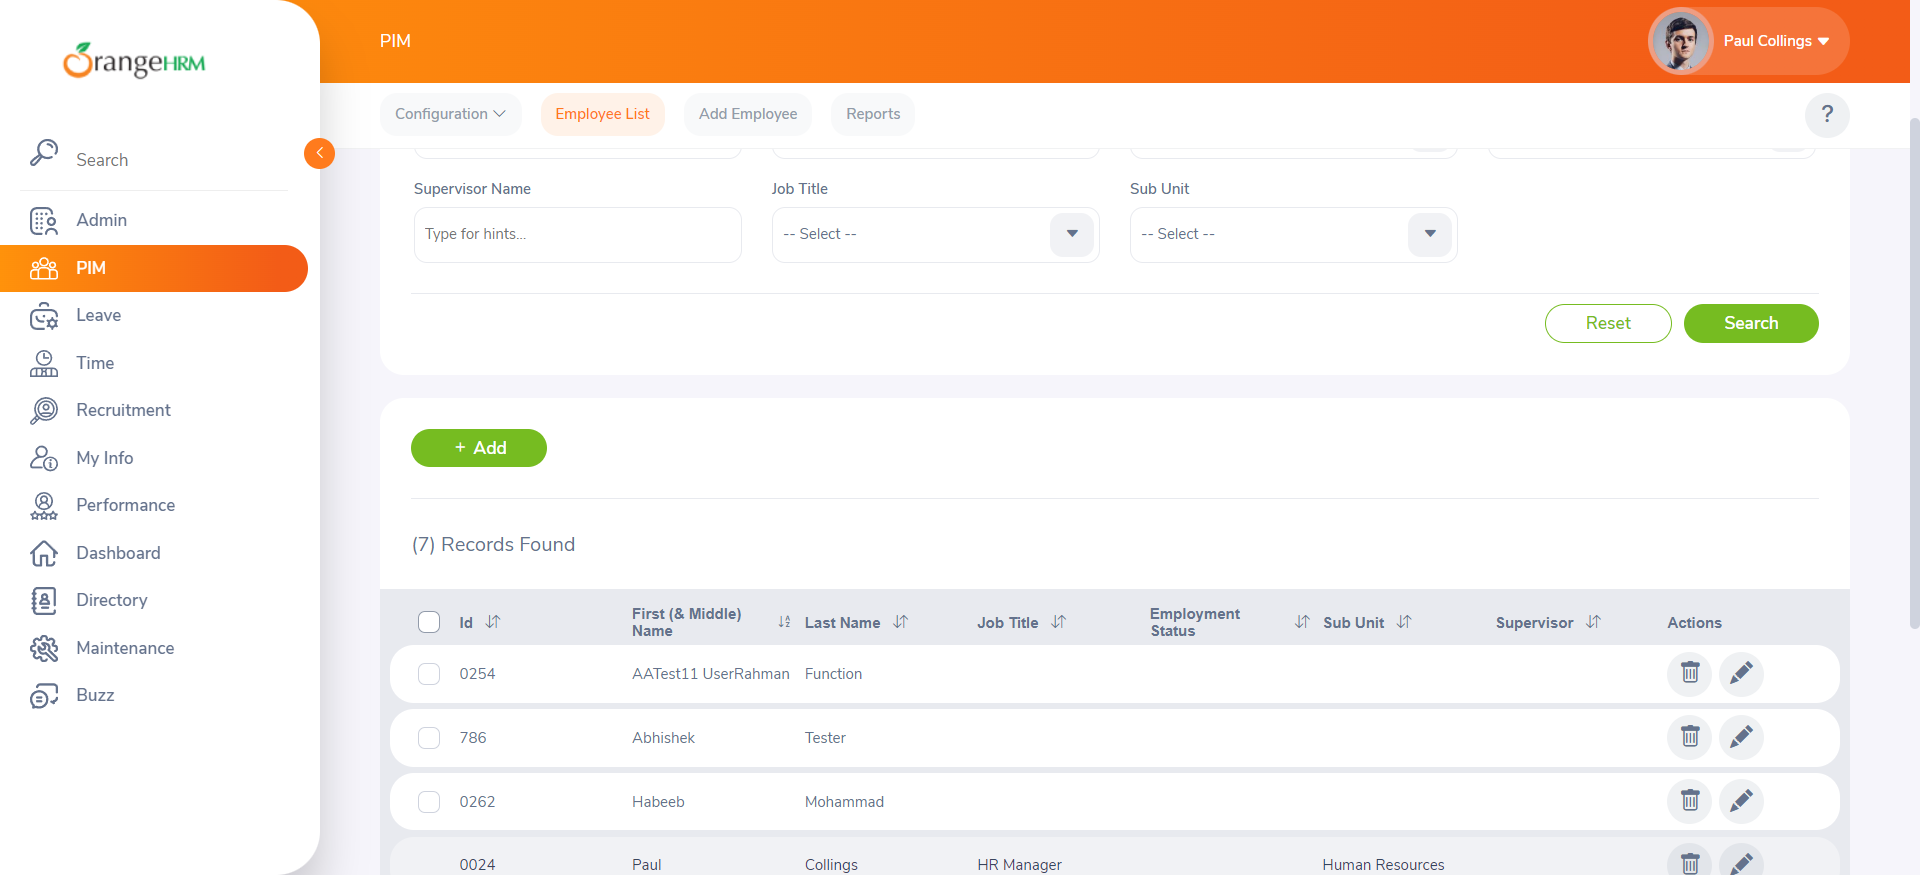 OrangeHRM
PIM
Paul Collings
Configuration
Employee List
Add Employee
Reports
?
Search
Admin
PIM
Leave
Time
Recruitment
My Info
Performance
Dashboard
Directory
Maintenance
Buzz
Supervisor Name
Job Title
Sub Unit
Type for hints...
-- Select --
-- Select --
Reset
Search
+ Add
(7) Records Found
Id
First (& Middle)
Name
Last Name
Job Title
Employment
Status
Sub Unit
Supervisor
Actions
0254 AATest11 UserRahman Function
786 Abhishek Tester
0262 Habeeb Mohammad
0024 Paul Collings HR Manager Human Resources